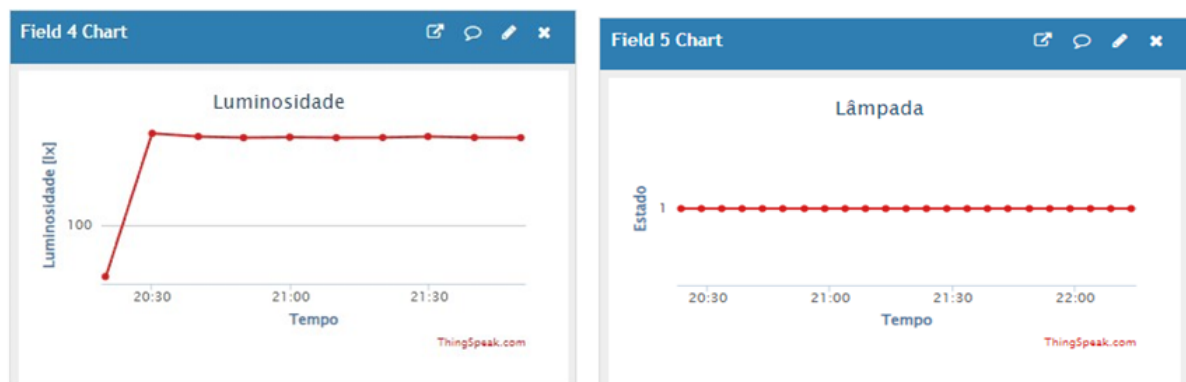 Field 4 Chart
Luminosidade
Luminosidade [lx]
100
20:30 21:00 21:30
Tempo
ThingSpeak.com
Field 5 Chart
Lâmpada
Estado
1
20:30 21:00 21:30 22:00
Tempo
ThingSpeak.com